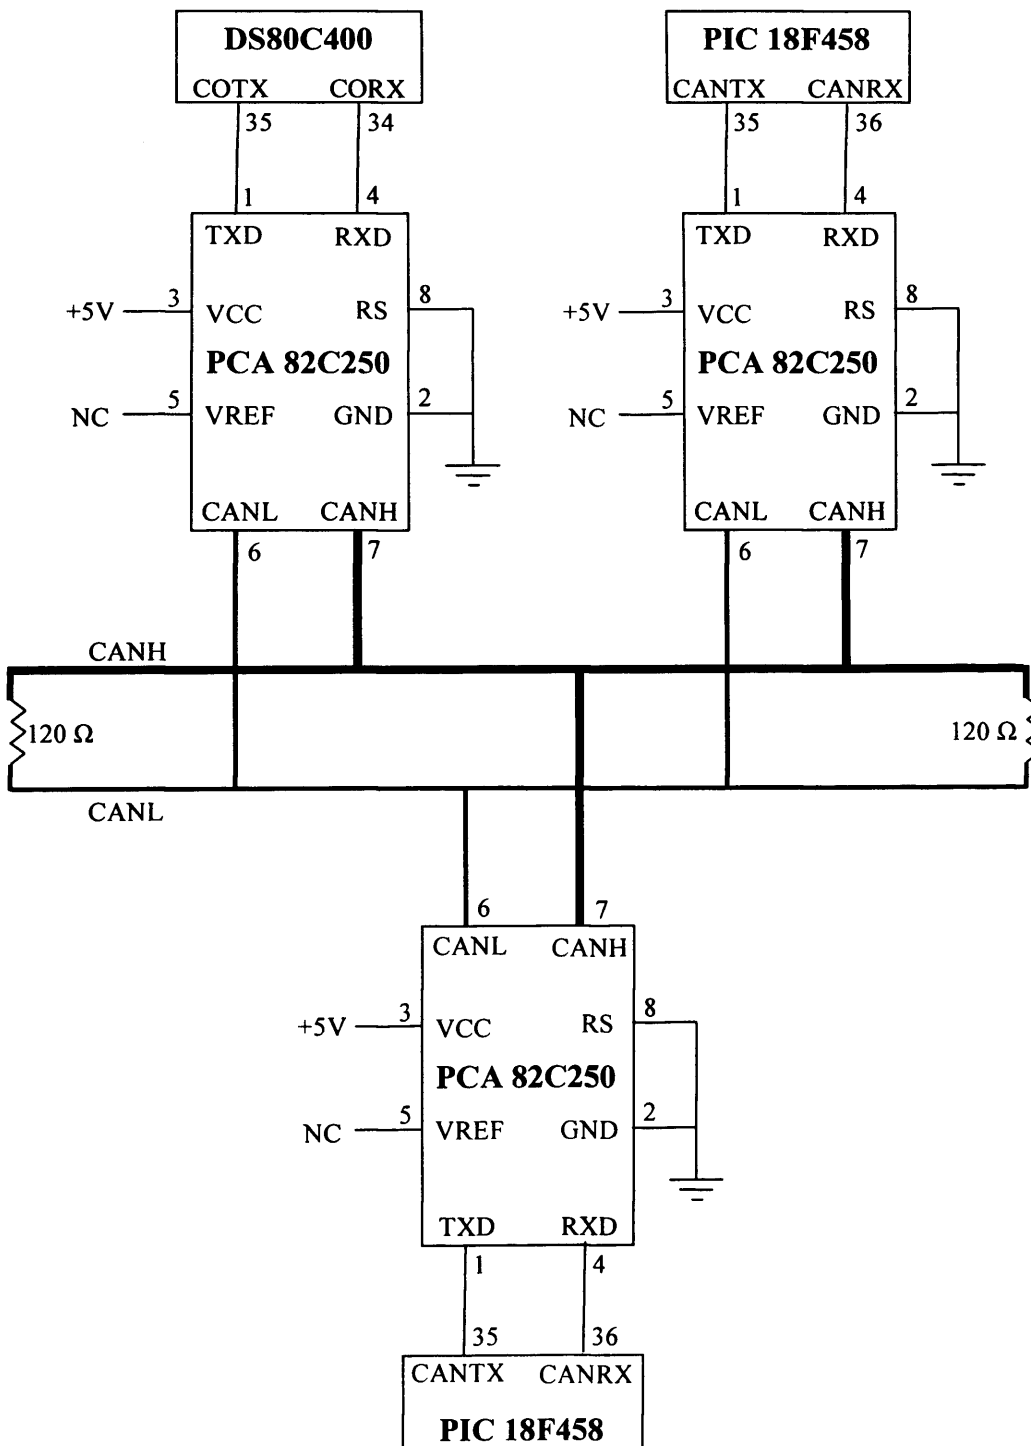 DS80C400
COTX CORX
35 34
1 4
TXD RXD
+5V 3 VCC RS 8
PCA 82C250
NC 5 VREF GND 2
CANL CANH
6 7
PIC 18F458
CANTX CANRX
35 36
1 4
TXD RXD
+5V 3 VCC RS 8
PCA 82C250
NC 5 VREF GND 2
CANL CANH
6 7
CANH
120 Ω
120 Ω
CANL
6 7
CANL CANH
+5V 3 VCC RS 8
PCA 82C250
NC 5 VREF GND 2
TXD RXD
1 4
35 36
CANTX CANRX
PIC 18F458